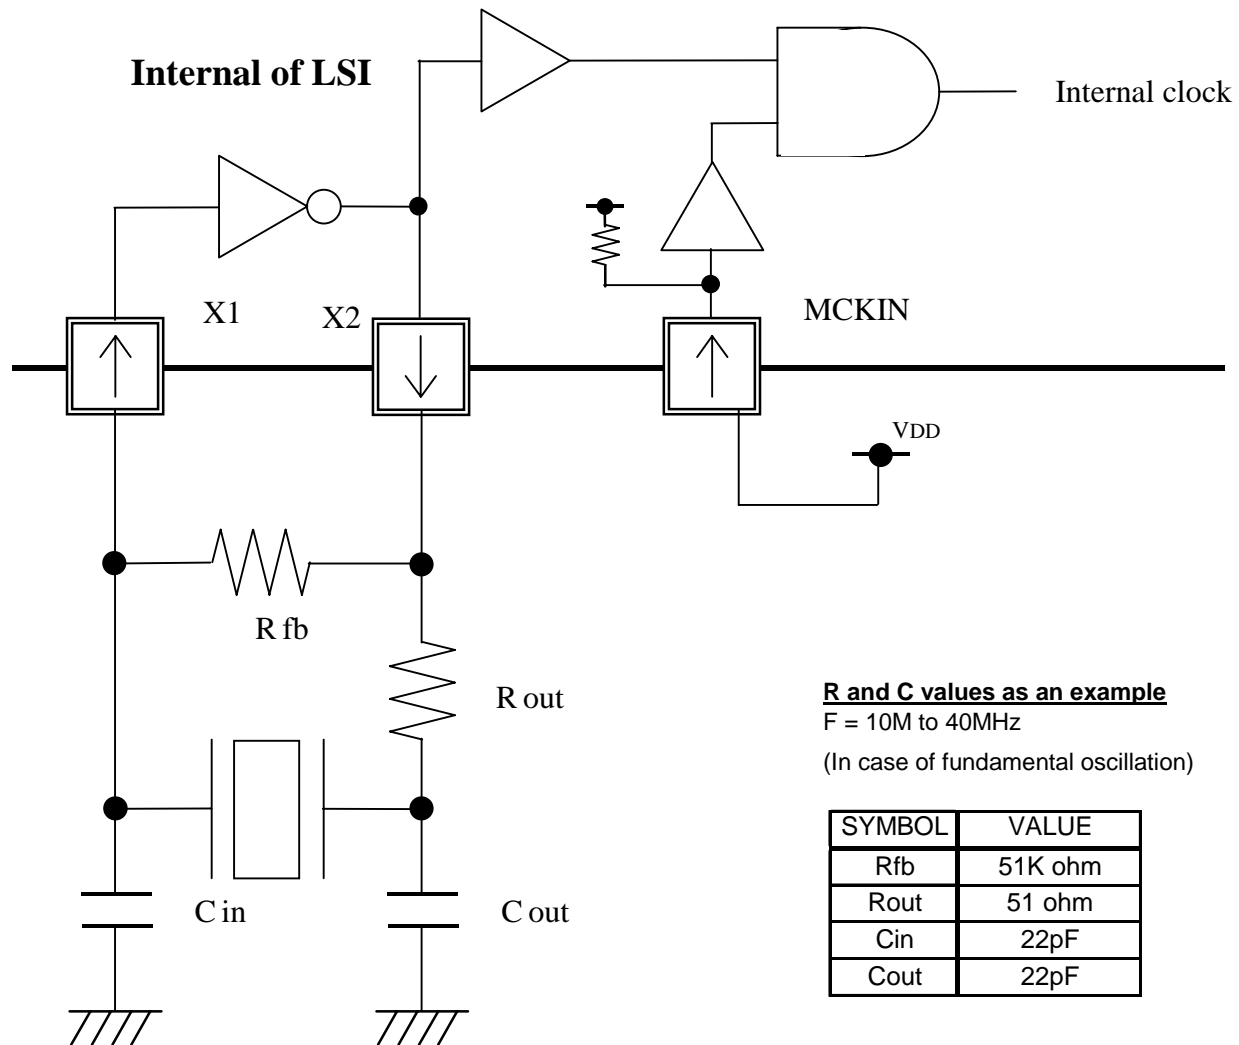 Internal of LSI
Internal clock
X1
X2
MCKIN
VDD
R fb
R out
C in
C out
R and C values as an example
F = 10M to 40MHz
(In case of fundamental oscillation)
SYMBOL VALUE
Rfb 51K ohm
Rout 51 ohm
Cin 22pF
Cout 22pF